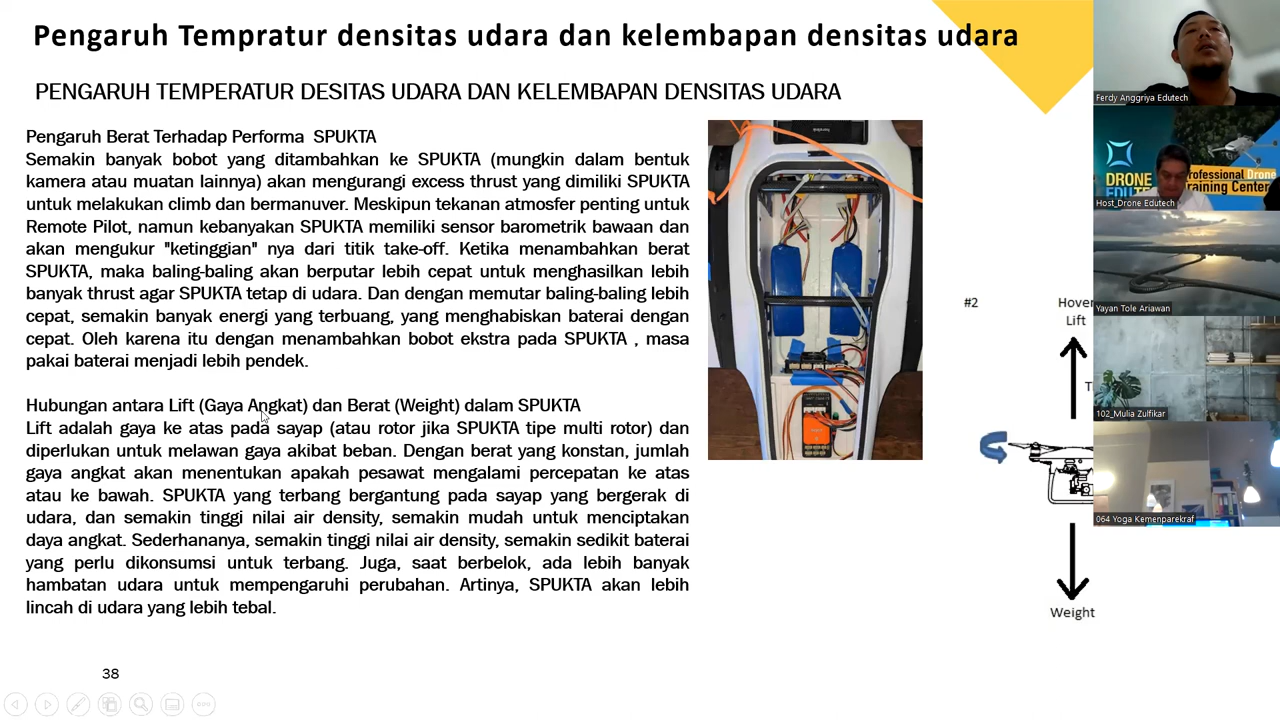 Pengaruh Tempratur densitas udara dan kelembapan densitas udara
PENGARUH TEMPERATUR DESITAS UDARA DAN KELEMBAPAN DENSITAS UDARA
Pengaruh Berat Terhadap Performa SPUKTA
Semakin banyak bobot yang ditambahkan ke SPUKTA (mungkin dalam bentuk
kamera atau muatan lainnya) akan mengurangi excess thrust yang dimiliki SPUKTA
untuk melakukan climb dan bermanuver. Meskipun tekanan atmosfer penting untuk
Remote Pilot, namun kebanyakan SPUKTA memiliki sensor barometrik bawaan dan
akan mengukur "ketinggian" nya dari titik take-off. Ketika menambahkan berat
SPUKTA, maka baling-baling akan berputar lebih cepat untuk menghasilkan lebih
banyak thrust agar SPUKTA tetap di udara. Dan dengan memutar baling-baling lebih
cepat, semakin banyak energi yang terbuang, yang menghabiskan baterai dengan
cepat. Oleh karena itu dengan menambahkan bobot ekstra pada SPUKTA , masa
pakai baterai menjadi lebih pendek.
Hubungan antara Lift (Gaya Angkat) dan Berat (Weight) dalam SPUKTA
Lift adalah gaya ke atas pada sayap (atau rotor jika SPUKTA tipe multi rotor) dan
diperlukan untuk melawan gaya akibat beban. Dengan berat yang konstan, jumlah
gaya angkat akan menentukan apakah pesawat mengalami percepatan ke atas
atau ke bawah. SPUKTA yang terbang bergantung pada sayap yang bergerak di
udara, dan semakin tinggi nilai air density, semakin mudah untuk menciptakan
daya angkat. Sederhananya, semakin tinggi nilai air density, semakin sedikit baterai
yang perlu dikonsumsi untuk terbang. Juga, saat berbelok, ada lebih banyak
hambatan udara untuk mempengaruhi perubahan. Artinya, SPUKTA akan lebih
lincah di udara yang lebih tebal.
38
#2
Hover
Lift
T
Weight
Ferdy Anggriya Edutech
DRONE
EDUTE
Professional Drone
Training Center
Host_Drone Edutech
Yayan Tole Ariawan
102_Mulia Zulfikar
064 Yoga Kemenparekraf